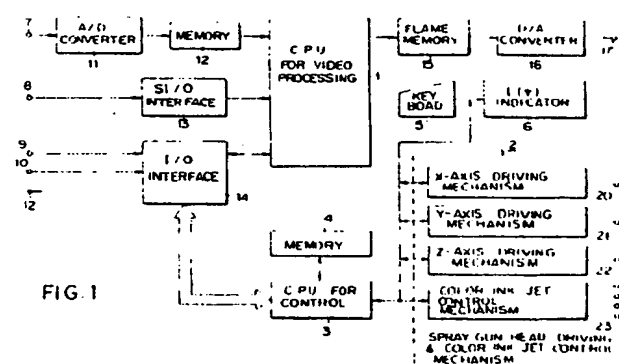 7
A/D
CONVERTER
11
MEMORY
12
C.P.U
FOR VIDEO
PROCESSING
1
FLAME
MEMORY
15
D/A
CONVERTER
16
17
8
SI/O
INTERFACE
13
KEY
BOAD
5
INDICATOR
6
9
10
12
I/O
INTERFACE
14
2
X-AXIS DRIVING
MECHANISM
20
Y-AXIS DRIVING
MECHANISM
21
Z-AXIS DRIVING
MECHANISM
22
4
MEMORY
C.P.U FOR
CONTROL
3
COLOR INK JET
CONTROL
MECHANISM
23
FIG.1
SPRAY GUN HEAD DRIVING
& COLOR INK JET CONTROL
MECHANISM